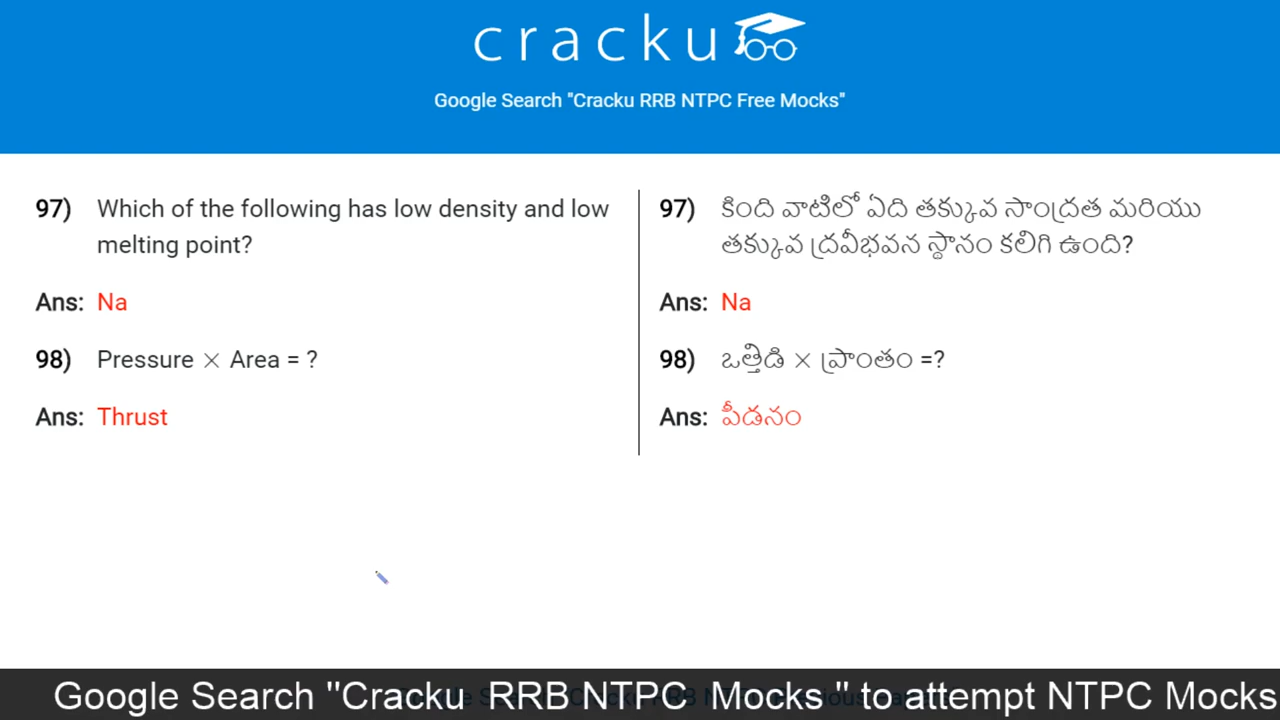 cracku
Google Search "Cracku RRB NTPC Free Mocks"
97) Which of the following has low density and low
melting point?
Ans: Na
98) Pressure × Area = ?
Ans: Thrust
97) కింది వాటిలో ఏది తక్కువ సాంద్రత మరియు
తక్కువ ద్రవీభవన స్థానం కలిగి ఉంది?
Ans: Na
98) ఒత్తిడి × ప్రాంతం =?
Ans: పీడనం
Google Search "Cracku RRB NTPC Mocks " to attempt NTPC Mocks